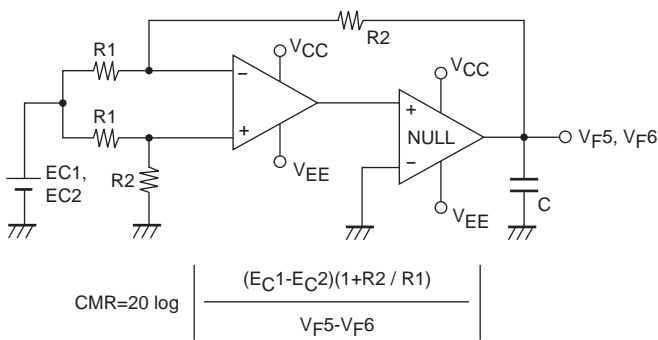 R2
R1
VCC
VCC
−
+
NULL
VF5, VF6
R1
+
−
EC1,
EC2
R2
VEE
VEE
C
CMR=20 log | (EC1-EC2)(1+R2 / R1)
VF5-VF6 |